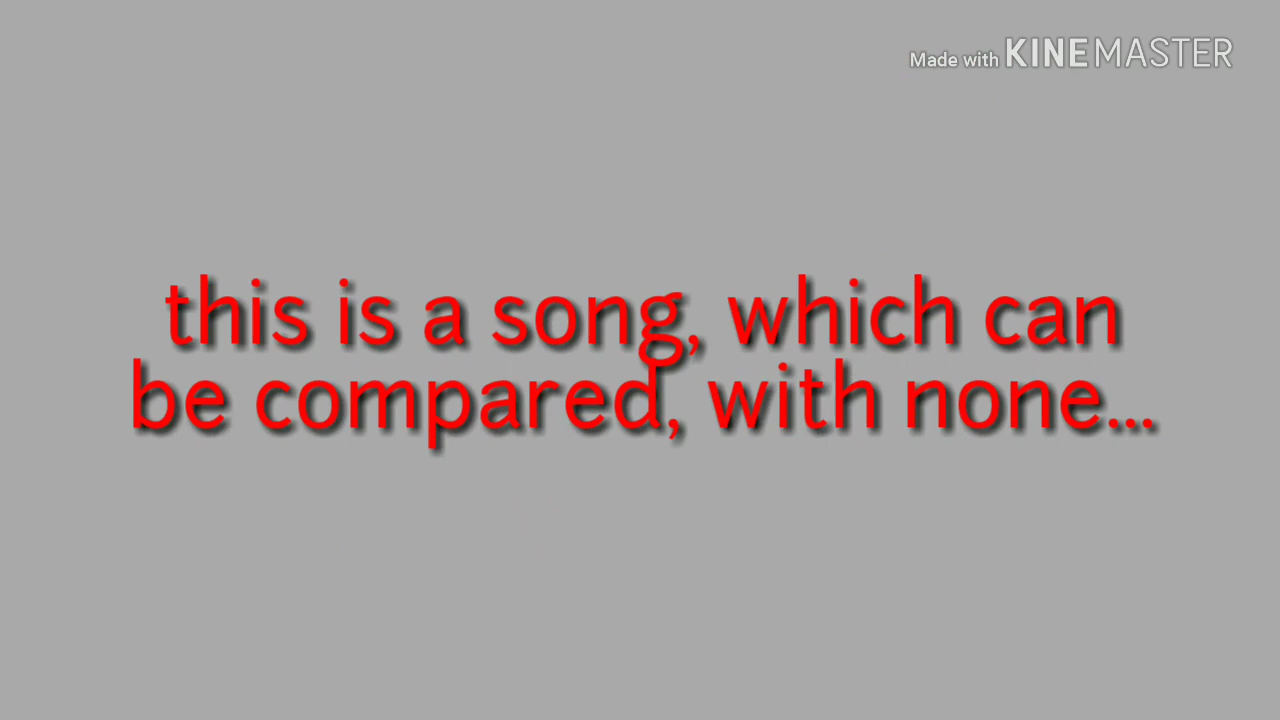 Made with KINEMASTER
this is a song, which can
be compared, with none...